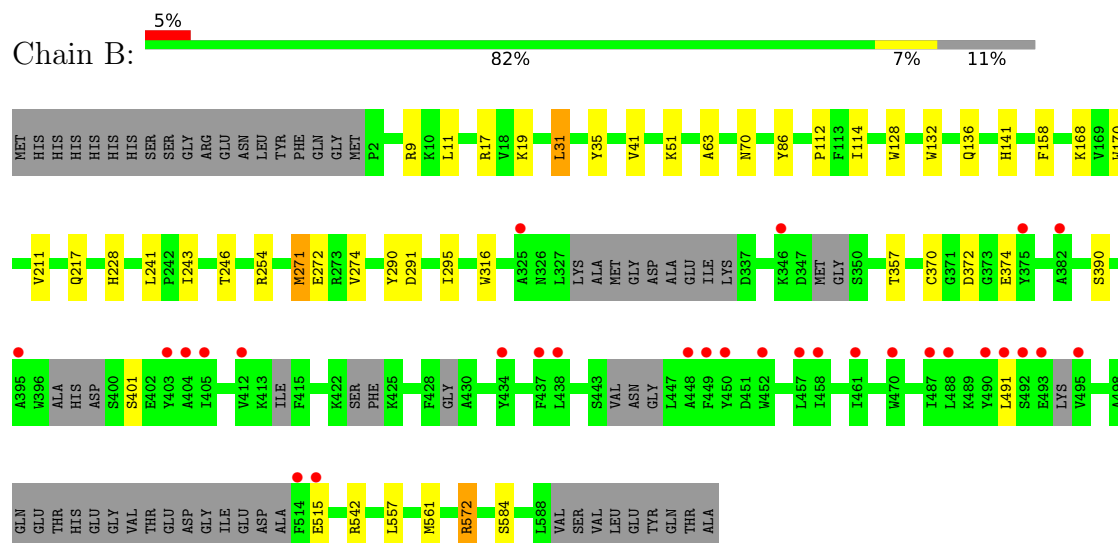 5%
Chain B:
82% 7% 11%
MET HIS HIS HIS HIS HIS HIS SER SER GLY ARG GLU ASN LEU TYR PHE GLN GLY MET P2 R9 K10 L11 R17 V18 K19 L31 Y35 V41 K51 A63 N70 Y86 P112 F113 I114 W128 W132 Q136 H141 F158 K168 V169 W170
V211 Q217 H228 L241 P242 I243 T246 R254 M271 E272 R273 V274 Y290 D291 I295 W316 A325 N326 L327 LYS ALA MET GLY ASP ALA GLU ILE LYS D337 K346 D347 MET GLY S350 T357 C370 G371 D372 G373 E374 Y375 A382 S390
A395 W396 ALA HIS ASP S400 S401 E402 Y403 A404 I405 V412 K413 ILE F415 K422 SER PHE K425 F428 GLY A430 Y434 F437 L438 S443 VAL ASN GLY L447 A448 F449 Y450 D451 W452 L457 I458 I461 W470 I487 L488 K489 Y490 L491 S492 E493 LYS V495 A498
GLN GLU THR HIS GLU GLY VAL THR GLU ASP GLY ILE GLU ASP ALA F514 E515 R542 L557 M561 R572 S584 L588 VAL SER VAL LEU GLU TYR GLN THR ALA